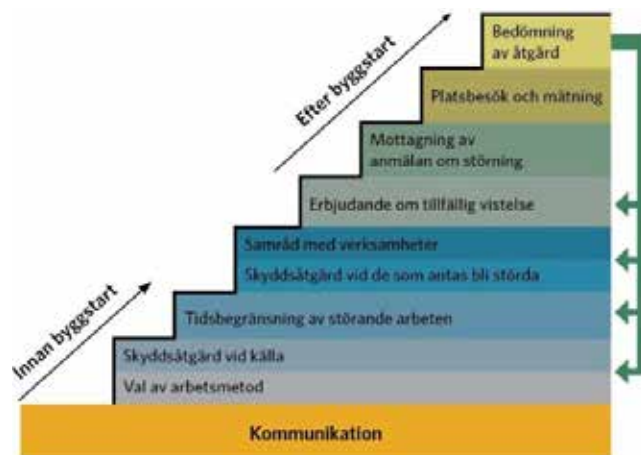 Efter byggstart
Bedömning
av åtgärd
Platsbesök och mätning
Mottagning av
anmälan om störning
Erbjudande om tillfällig vistelse
Samråd med verksamheter
Skyddsåtgärd vid de som antas bli störda
Innan byggstart
Tidsbegränsning av störande arbeten
Skyddsåtgärd vid källa
Val av arbetsmetod
Kommunikation